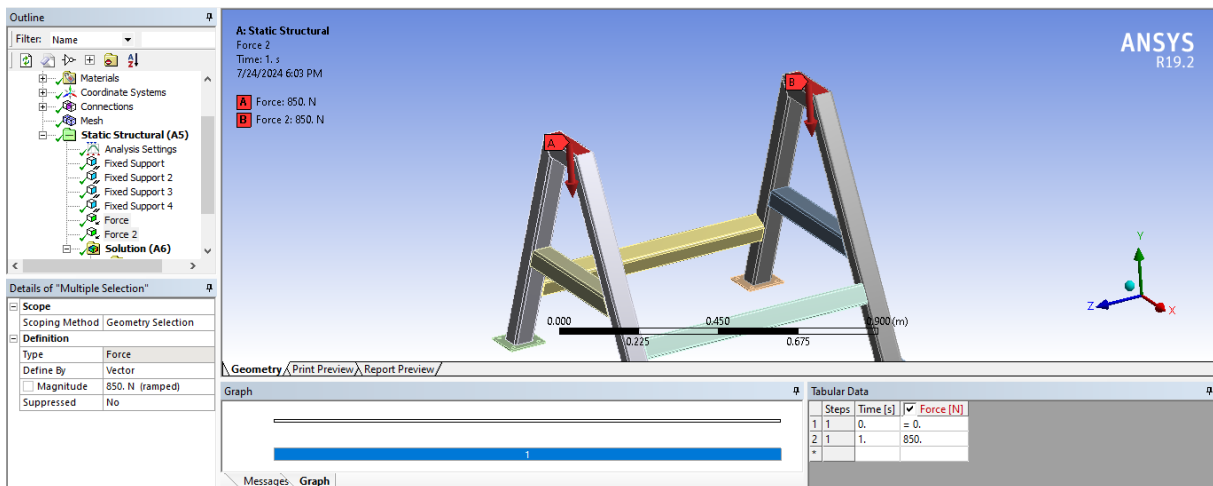 Outline
Filter: Name
Materials
Coordinate Systems
Connections
Mesh
Static Structural (A5)
Analysis Settings
Fixed Support
Fixed Support 2
Fixed Support 3
Fixed Support 4
Force
Force 2
Solution (A6)
Details of "Multiple Selection"
Scope
Scoping Method Geometry Selection
Definition
Type Force
Define By Vector
Magnitude 850. N (ramped)
Suppressed No
A: Static Structural
Force 2
Time: 1. s
7/24/2024 6:03 PM
A Force: 850. N
B Force 2: 850. N
ANSYS
R19.2
A
B
0.000 0.450 0.900 (m)
0.225 0.675
Y
Z X
Geometry Print Preview Report Preview
Graph
1
Messages Graph
Tabular Data
Steps Time [s] Force [N]
1 1 0. = 0.
2 1 1. 850.
*